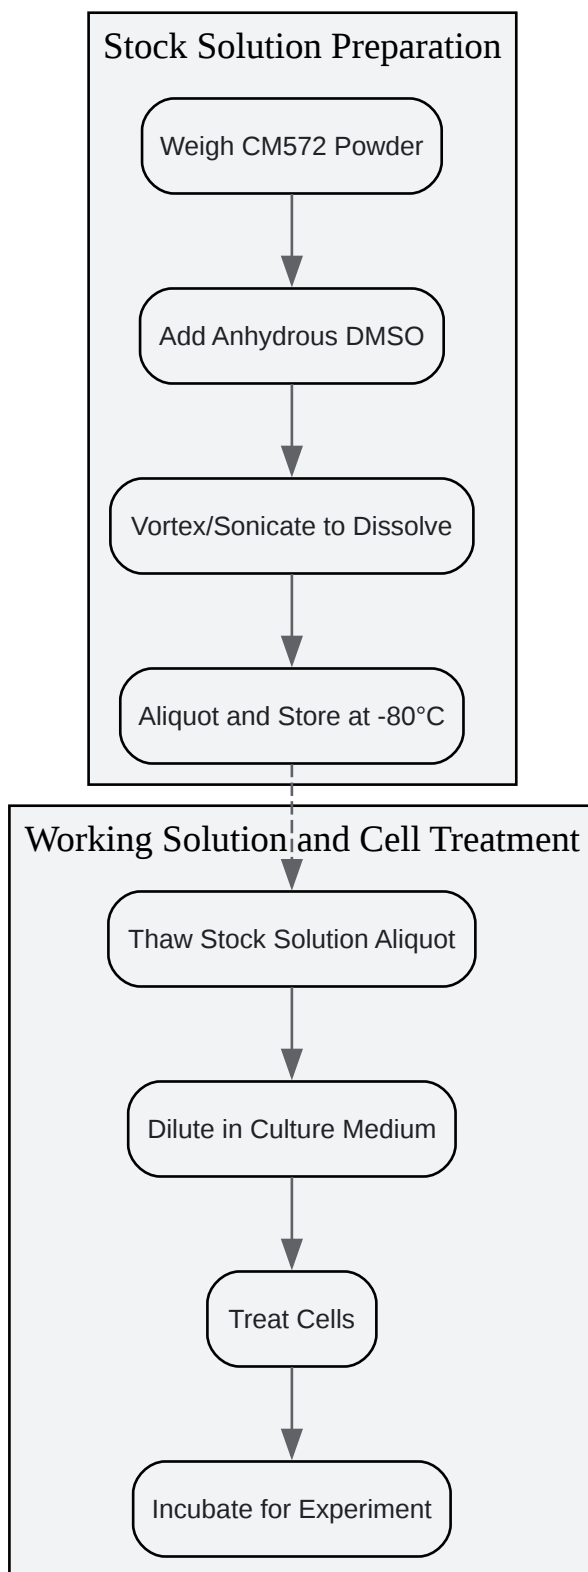 Stock Solution Preparation
Weigh CM572 Powder
Add Anhydrous DMSO
Vortex/Sonicate to Dissolve
Aliquot and Store at -80°C
Working Solution and Cell Treatment
Thaw Stock Solution Aliquot
Dilute in Culture Medium
Treat Cells
Incubate for Experiment